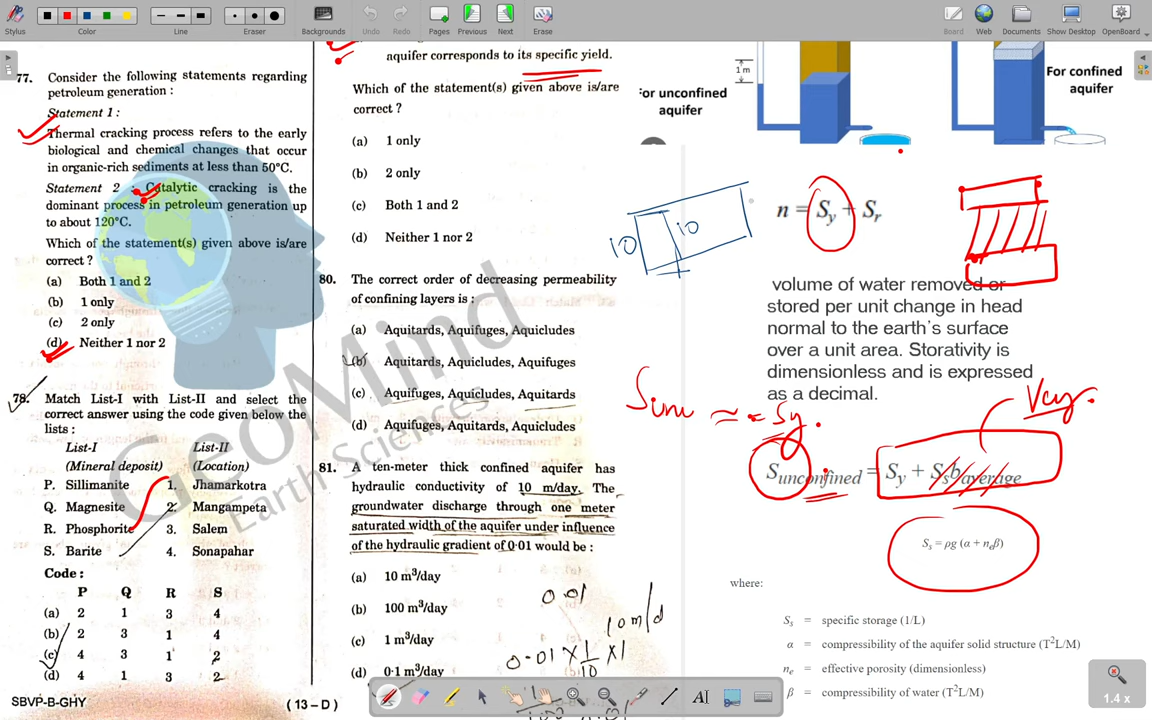 Stylus
Color
Line
Eraser
Backgrounds
Undo
Redo
Pages
Previous
Next
Erase
Board
Web
Documents
Show Desktop
OpenBoard
77. Consider the following statements regarding
petroleum generation :
Statement 1 :
Thermal cracking process refers to the early
biological and chemical changes that occur
in organic-rich sediments at less than 50°C.
Statement 2 : Catalytic cracking is the
dominant process in petroleum generation up
to about 120°C.
Which of the statement(s) given above is/are
correct ?
(a) Both 1 and 2
(b) 1 only
(c) 2 only
(d) Neither 1 nor 2
78. Match List-I with List-II and select the
correct answer using the code given below the
lists :
List-I List-II
(Mineral deposit) (Location)
P. Sillimanite 1. Jhamarkotra
Q. Magnesite 2. Mangampeta
R. Phosphorite 3. Salem
S. Barite 4. Sonapahar
Code :
P Q R S
(a) 2 1 3 4
(b) 2 3 1 4
(c) 4 3 1 2
(d) 4 1 3 2
SBVP-B-GHY
(13 – D)
aquifer corresponds to its specific yield.
Which of the statement(s) given above is/are
correct ?
(a) 1 only
(b) 2 only
(c) Both 1 and 2
(d) Neither 1 nor 2
80. The correct order of decreasing permeability
of confining layers is :
(a) Aquitards, Aquifuges, Aquicludes
(b) Aquitards, Aquicludes, Aquifuges
(c) Aquifuges, Aquicludes, Aquitards
(d) Aquifuges, Aquitards, Aquicludes
81. A ten-meter thick confined aquifer has
hydraulic conductivity of 10 m/day. The
groundwater discharge through one meter
saturated width of the aquifer under influence
of the hydraulic gradient of 0·01 would be :
(a) 10 m³/day
(b) 100 m³/day
(c) 1 m³/day
(d) 0·1 m³/day
0.01
10 m/d
GeoMind
Earth Sciences
1 m
For unconfined
aquifer
For confined
aquifer
10
10
n = Sy + Sr
volume of water removed or
stored per unit change in head
normal to the earth's surface
over a unit area. Storativity is
dimensionless and is expressed
as a decimal.
Sunconfined = Sy + Ssbaverage
Ss = ρg (α + neβ)
where:
Ss = specific storage (1/L)
α = compressibility of the aquifer solid structure (T²L/M)
ne = effective porosity (dimensionless)
β = compressibility of water (T²L/M)
1.4 x